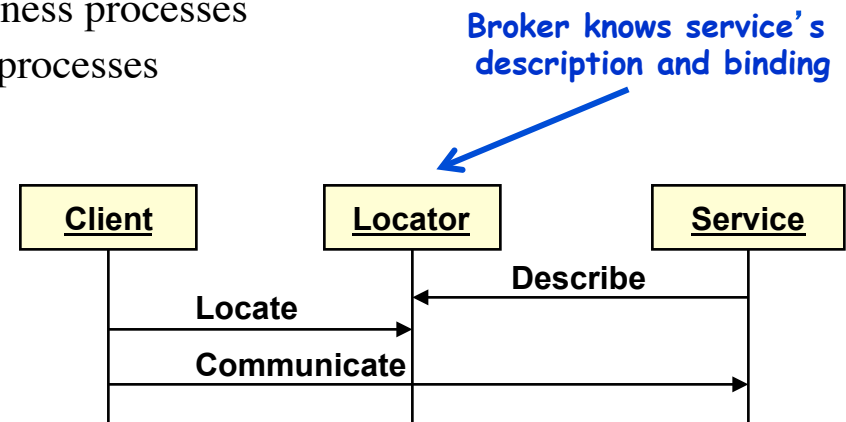 ness processes
processes
Broker knows service's
description and binding
Client
Locator
Service
Describe
Locate
Communicate